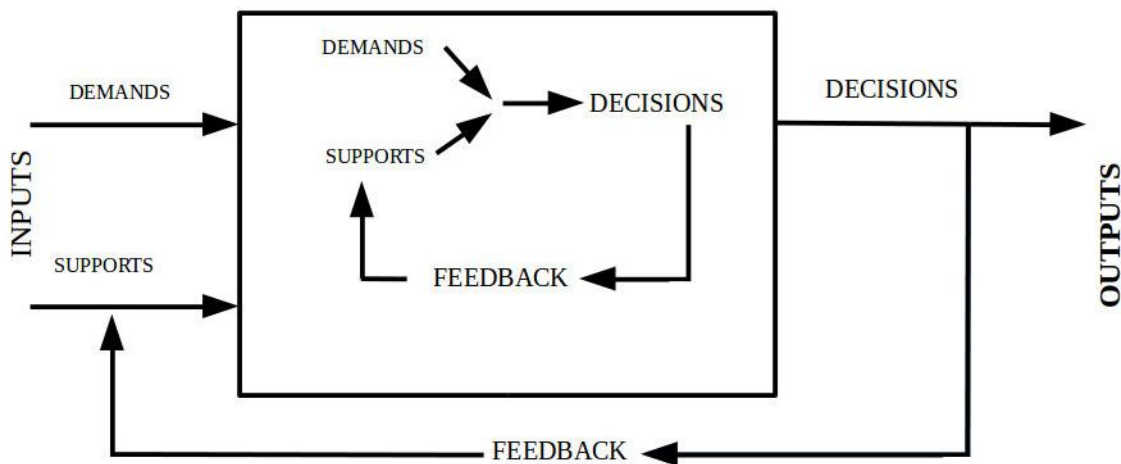 DEMANDS
DEMANDS
DECISIONS
DECISIONS
INPUTS
SUPPORTS
SUPPORTS
OUTPUTS
FEEDBACK
FEEDBACK